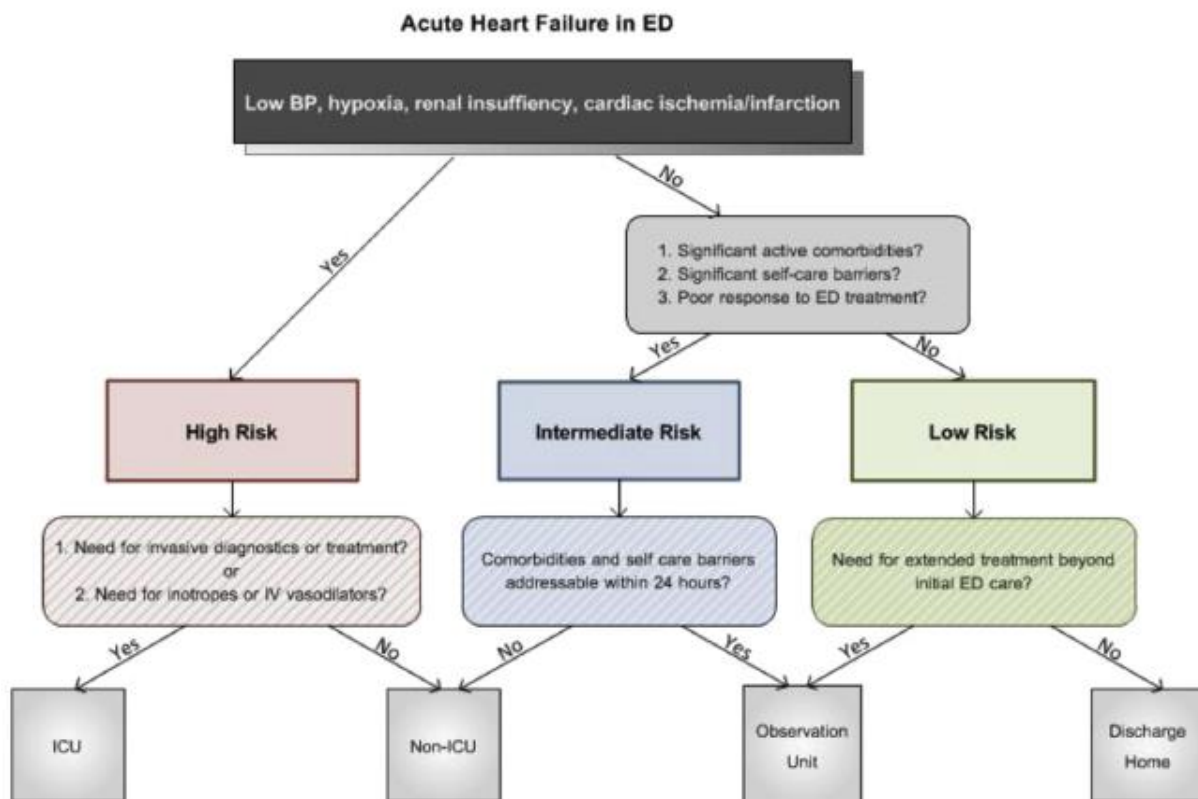 Acute Heart Failure in ED
Low BP, hypoxia, renal insuffiency, cardiac ischemia/infarction
No
Yes
1. Significant active comorbidities?
2. Significant self-care barriers?
3. Poor response to ED treatment?
Yes
No
High Risk
Intermediate Risk
Low Risk
1. Need for invasive diagnostics or treatment?
or
2. Need for inotropes or IV vasodilators?
Comorbidities and self care barriers
addressable within 24 hours?
Need for extended treatment beyond
initial ED care?
Yes
No
No
Yes
Yes
No
ICU
Non-ICU
Observation
Unit
Discharge
Home